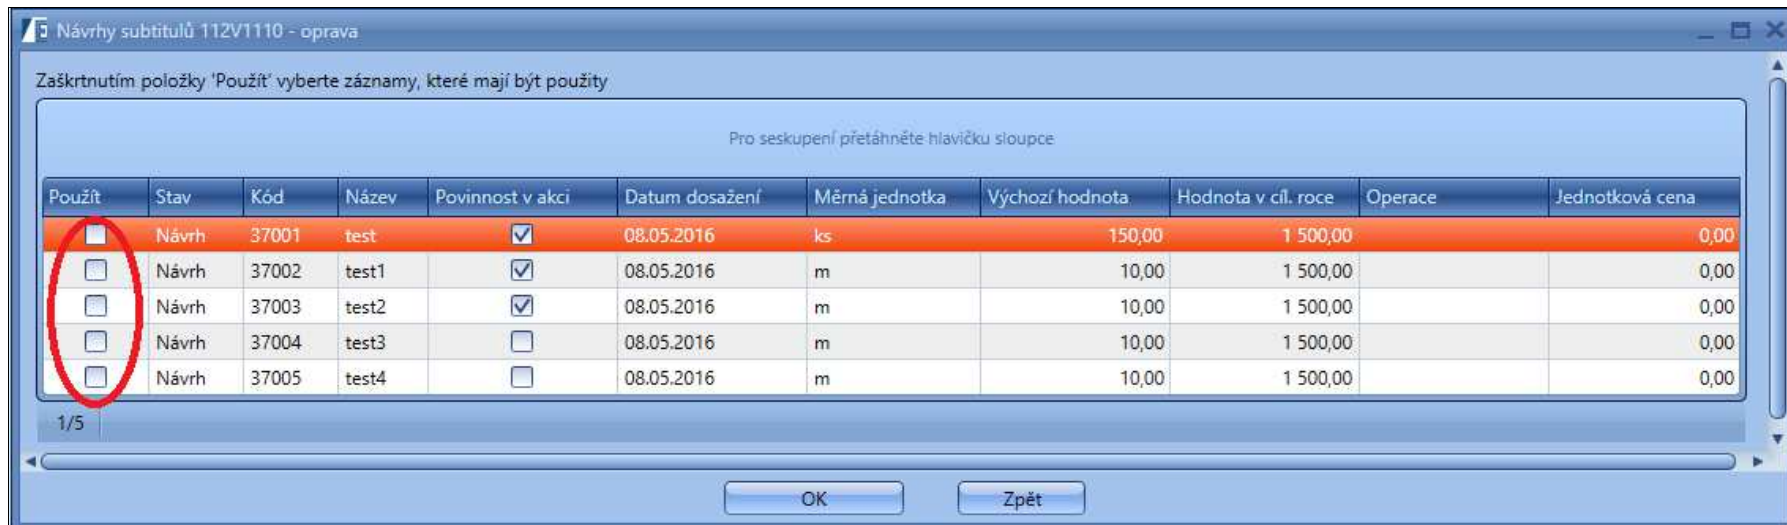 Návrhy subtitulů 112V1110 - oprava
Zaškrtnutím položky 'Použít' vyberte záznamy, které mají být použity
Pro seskupení přetáhněte hlavičku sloupce
Použít Stav Kód Název Povinnost v akci Datum dosažení Měrná jednotka Výchozí hodnota Hodnota v cíl. roce Operace Jednotková cena
Návrh 37001 test 08.05.2016 ks 150,00 1 500,00 0,00
Návrh 37002 test1 08.05.2016 m 10,00 1 500,00 0,00
Návrh 37003 test2 08.05.2016 m 10,00 1 500,00 0,00
Návrh 37004 test3 08.05.2016 m 10,00 1 500,00 0,00
Návrh 37005 test4 08.05.2016 m 10,00 1 500,00 0,00
1/5
OK Zpět